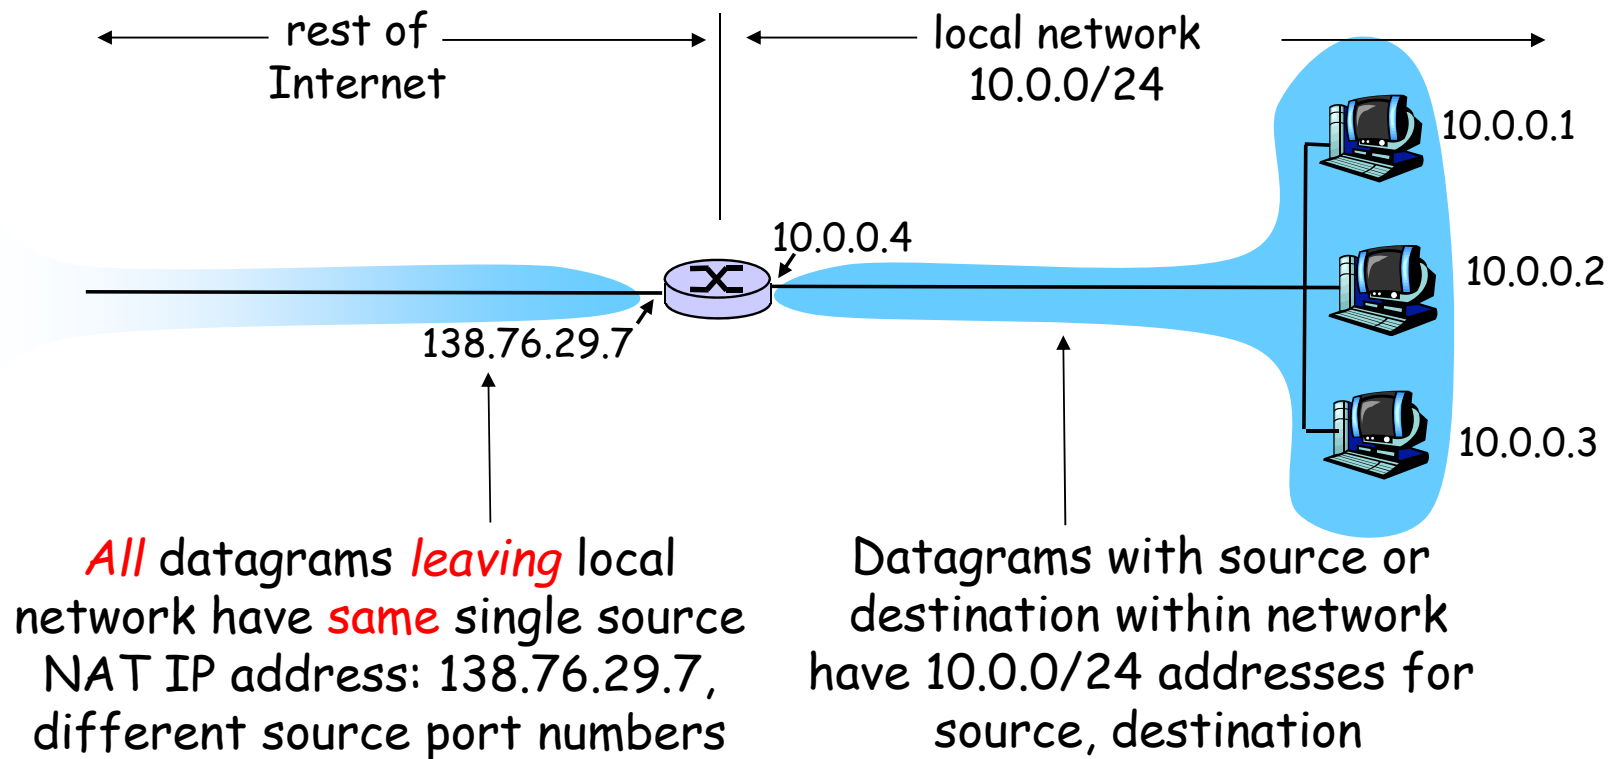 rest of
Internet
local network
10.0.0/24
10.0.0.1
10.0.0.4
10.0.0.2
138.76.29.7
10.0.0.3
All datagrams leaving local
network have same single source
NAT IP address: 138.76.29.7,
different source port numbers
Datagrams with source or
destination within network
have 10.0.0/24 addresses for
source, destination